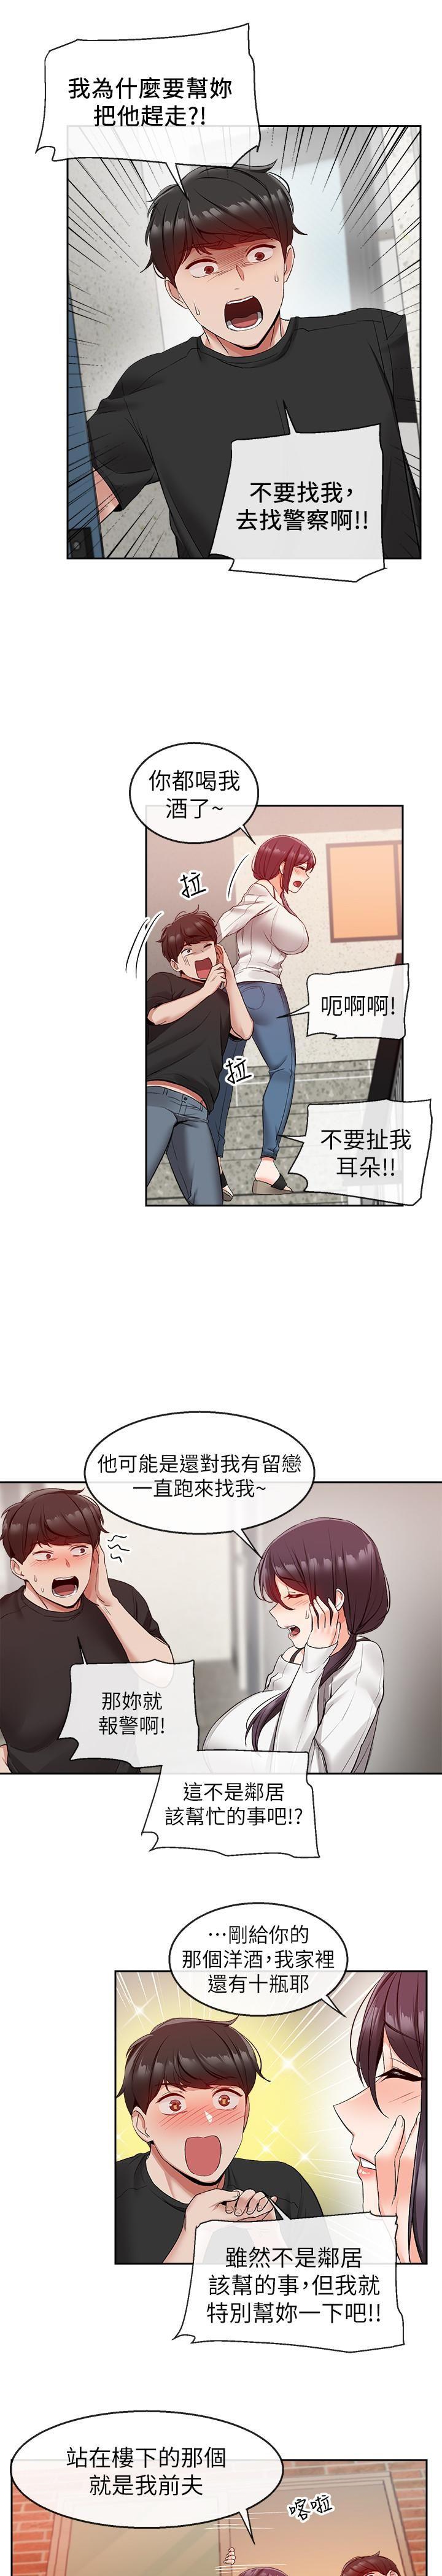 我為什麼要幫妳
把他趕走?!
不要找我，
去找警察啊!!
你都喝我
酒了~
拉
呃啊啊!
拉
不要扯我
耳朵!!
他可能是還對我有留戀
一直跑來找我~
那妳就
報警啊!
這不是鄰居
該幫忙的事吧!?
…剛給你的
那個洋酒，我家裡
還有十瓶耶
雖然不是鄰居
該幫的事，但我就
特別幫妳一下吧!!
站在樓下的那個
就是我前夫
喀啦